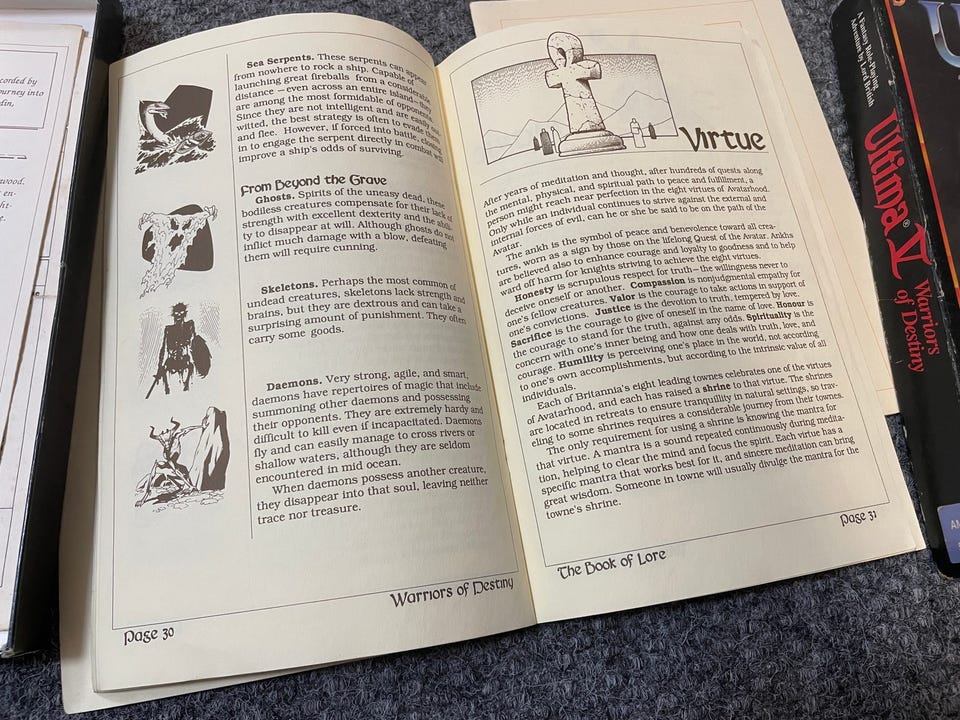 corded by
ourney into
din,
wood.
en-
ht-
g.
Sea Serpents. These serpents can appear
from nowhere to rock a ship. Capable of
launching great fireballs from a considerable
distance — even across an entire island — they
are among the most formidable of opponents.
Since they are not intelligent and are easily out-
witted, the best strategy is often to evade them
and flee. However, if forced into battle, closing
in to engage the serpent directly in combat will
improve a ship's odds of surviving.
From Beyond the Grave
Ghosts. Spirits of the uneasy dead, these
bodiless creatures compensate for their lack of
strength with excellent dexterity and the abili-
ty to disappear at will. Although ghosts do not
inflict much damage with a blow, defeating
them will require cunning.
Skeletons. Perhaps the most common of
undead creatures, skeletons lack strength and
brains, but they are dextrous and can take a
surprising amount of punishment. They often
carry some goods.
Daemons. Very strong, agile, and smart,
daemons have repertoires of magic that include
summoning other daemons and possessing
their opponents. They are extremely hardy and
difficult to kill even if incapacitated. Daemons
fly and can easily manage to cross rivers or
shallow waters, although they are seldom
encountered in mid ocean.
When daemons possess another creature,
they disappear into that soul, leaving neither
trace nor treasure.
Page 30
Warriors of Destiny
Virtue
After years of meditation and thought, after hundreds of quests along
the mental, physical, and spiritual path to peace and fulfillment, a
person might reach near perfection in the eight virtues of Avatarhood.
Only while an individual continues to strive against the external and
internal forces of evil, can he or she be said to be on the path of the
Avatar.
The ankh is the symbol of peace and benevolence toward all crea-
tures, worn as a sign by those on the lifelong Quest of the Avatar. Ankhs
are believed also to enhance courage and loyalty to goodness and to help
ward off harm for knights striving to achieve the eight virtues.
Honesty is scrupulous respect for truth — the willingness never to
deceive oneself or another. Compassion is nonjudgmental empathy for
one's fellow creatures. Valor is the courage to take actions in support of
one's convictions. Justice is the devotion to truth, tempered by love.
Sacrifice is the courage to give of oneself in the name of love. Honour is
the courage to stand for the truth, against any odds. Spirituality is the
concern with one's inner being and how one deals with truth, love, and
courage. Humility is perceiving one's place in the world, not according
to one's own accomplishments, but according to the intrinsic value of all
individuals.
Each of Britannia's eight leading townes celebrates one of the virtues
of Avatarhood, and each has raised a shrine to that virtue. The shrines
are located in retreats to ensure tranquillity in natural settings, so trav-
eling to some shrines requires a considerable journey from their townes.
The only requirement for using a shrine is knowing the mantra for
that virtue. A mantra is a sound repeated continuously during medita-
tion, helping to clear the mind and focus the spirit. Each virtue has a
specific mantra that works best for it, and sincere meditation can bring
great wisdom. Someone in towne will usually divulge the mantra for the
towne's shrine.
The Book of Lore
Page 31
A Fantasy Role-Playing
Adventure by Lord British
Ultima V
Warriors
of Destiny